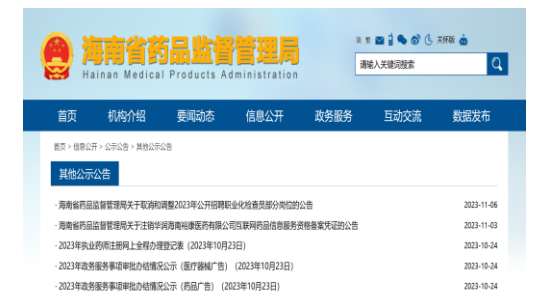 海南省药品监督管理局
Hainan Medical Products Administration
简 繁 关怀版
请输入关键词搜索
首页 机构介绍 要闻动态 信息公开 政务服务 互动交流 数据发布
首页 > 信息公开 > 公示公告 > 其他公示公告
其他公示公告
· 海南省药品监督管理局关于取消和调整2023年公开招聘职业化检查员部分岗位的公告 2023-11-06
· 海南省药品监督管理局关于注销华润海南裕康医药有限公司互联网药品信息服务资格备案凭证的公告 2023-11-03
· 2023年执业药师注册网上全程办理登记表（2023年10月23日） 2023-10-24
· 2023年政务服务事项审批办结情况公示（医疗器械广告）（2023年10月23日） 2023-10-24
· 2023年政务服务事项审批办结情况公示（药品广告）（2023年10月23日） 2023-10-24